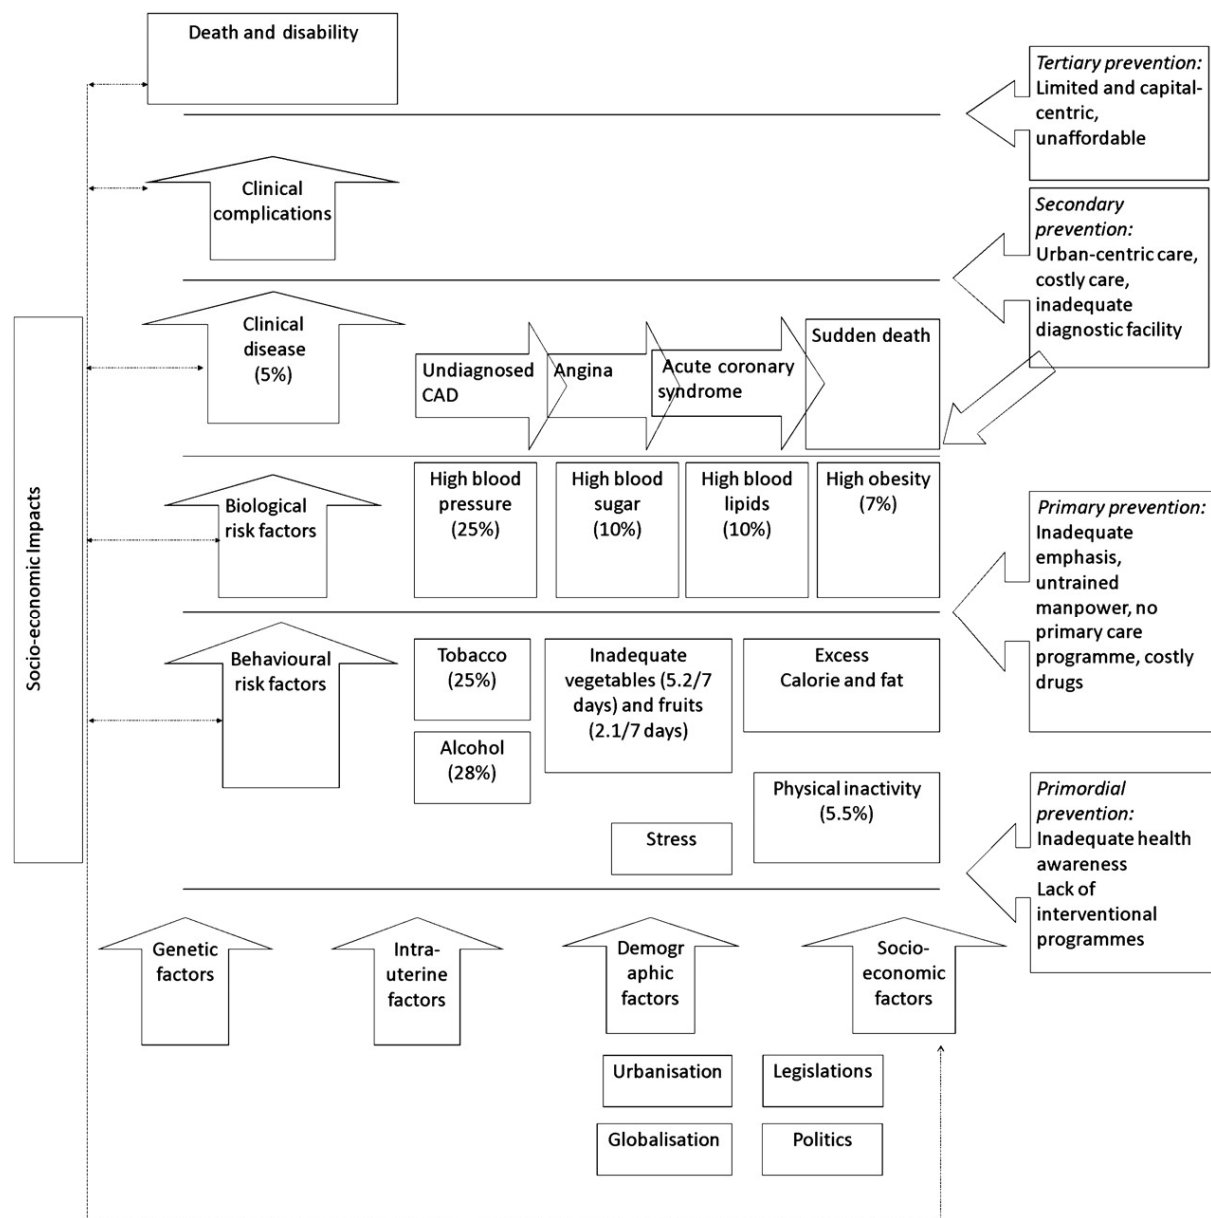 Death and disability
Tertiary prevention:
Limited and capital-
centric,
unaffordable
Clinical
complications
Secondary
prevention:
Urban-centric care,
costly care,
inadequate
diagnostic facility
Clinical
disease
(5%)
Undiagnosed
CAD
Angina
Acute coronary
syndrome
Sudden death
Socio-economic Impacts
Biological
risk factors
High blood
pressure
(25%)
High blood
sugar
(10%)
High blood
lipids
(10%)
High obesity
(7%)
Primary prevention:
Inadequate
emphasis,
untrained
manpower, no
primary care
programme, costly
drugs
Behavioural
risk factors
Tobacco
(25%)
Alcohol
(28%)
Inadequate
vegetables (5.2/7
days) and fruits
(2.1/7 days)
Excess
Calorie and fat
Physical inactivity
(5.5%)
Stress
Primordial
prevention:
Inadequate health
awareness
Lack of
interventional
programmes
Genetic
factors
Intra-
uterine
factors
Demogr
aphic
factors
Socio-
economic
factors
Urbanisation
Legislations
Globalisation
Politics